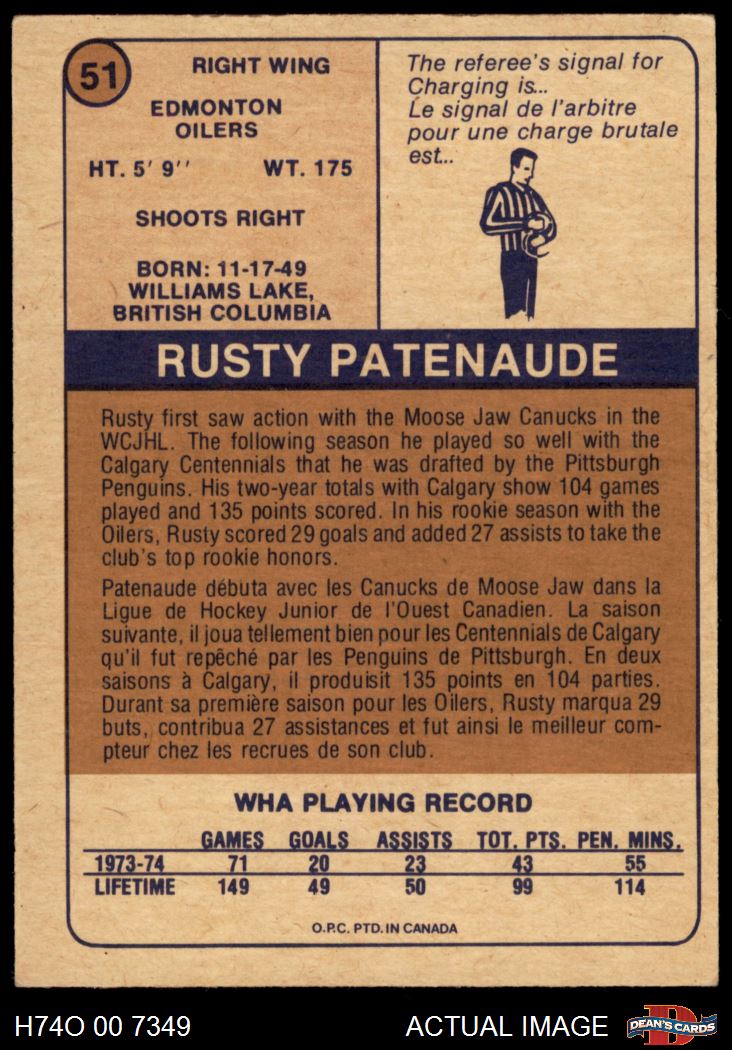 51
RIGHT WING
EDMONTON
OILERS
HT. 5' 9'' WT. 175
SHOOTS RIGHT
BORN: 11-17-49
WILLIAMS LAKE,
BRITISH COLUMBIA
The referee's signal for
Charging is...
Le signal de l'arbitre
pour une charge brutale
est...
RUSTY PATENAUDE
Rusty first saw action with the Moose Jaw Canucks in the
WCJHL. The following season he played so well with the
Calgary Centennials that he was drafted by the Pittsburgh
Penguins. His two-year totals with Calgary show 104 games
played and 135 points scored. In his rookie season with the
Oilers, Rusty scored 29 goals and added 27 assists to take the
club's top rookie honors.
Patenaude débuta avec les Canucks de Moose Jaw dans la
Ligue de Hockey Junior de l'Ouest Canadien. La saison
suivante, il joua tellement bien pour les Centennials de Calgary
qu'il fut repêché par les Penguins de Pittsburgh. En deux
saisons à Calgary, il produisit 135 points en 104 parties.
Durant sa première saison pour les Oilers, Rusty marqua 29
buts, contribua 27 assistances et fut ainsi le meilleur com-
pteur chez les recrues de son club.
WHA PLAYING RECORD
GAMES GOALS ASSISTS TOT. PTS. PEN. MINS.
1973-74 71 20 23 43 55
LIFETIME 149 49 50 99 114
O.P.C. PTD. IN CANADA
H74O 00 7349 ACTUAL IMAGE DEAN'S CARDS